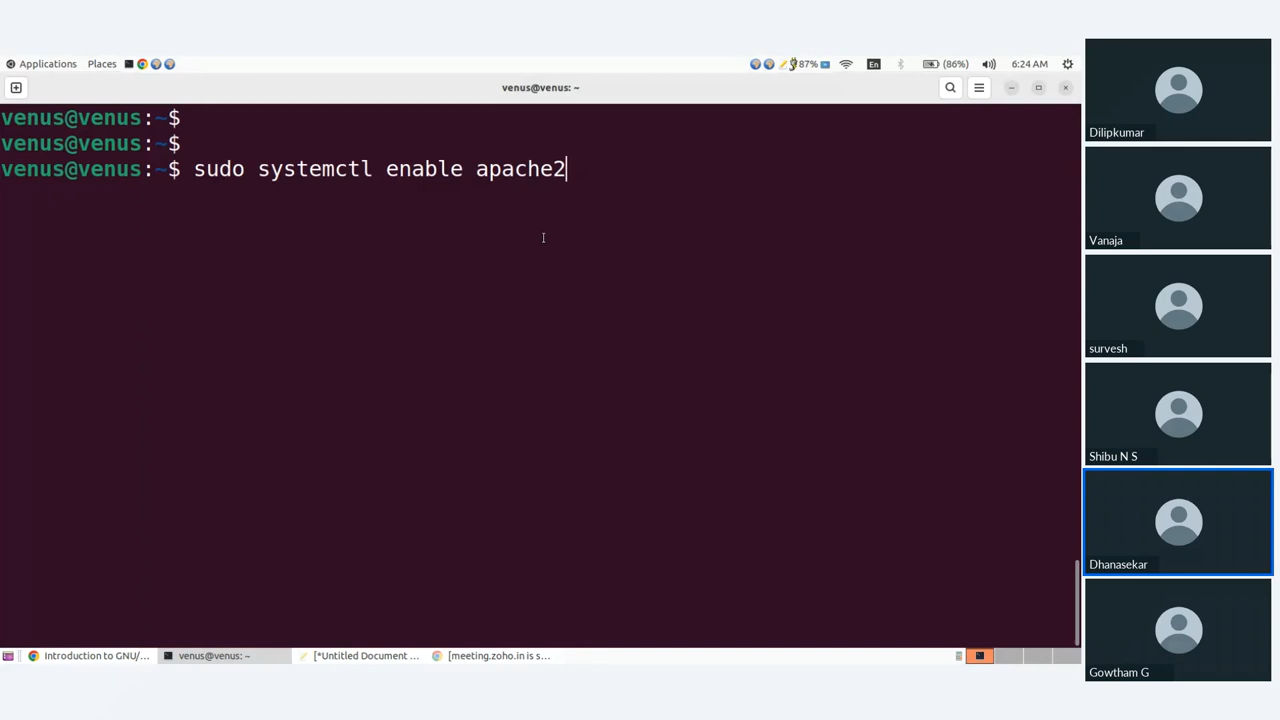 Applications Places 87% En (86%) 6:24 AM
venus@venus: ~
venus@venus:~$
venus@venus:~$
venus@venus:~$ sudo systemctl enable apache2
Introduction to GNU/... venus@venus: ~ [*Untitled Document ... [meeting.zoho.in is s...
Dilipkumar
Vanaja
survesh
Shibu N S
Dhanasekar
Gowtham G